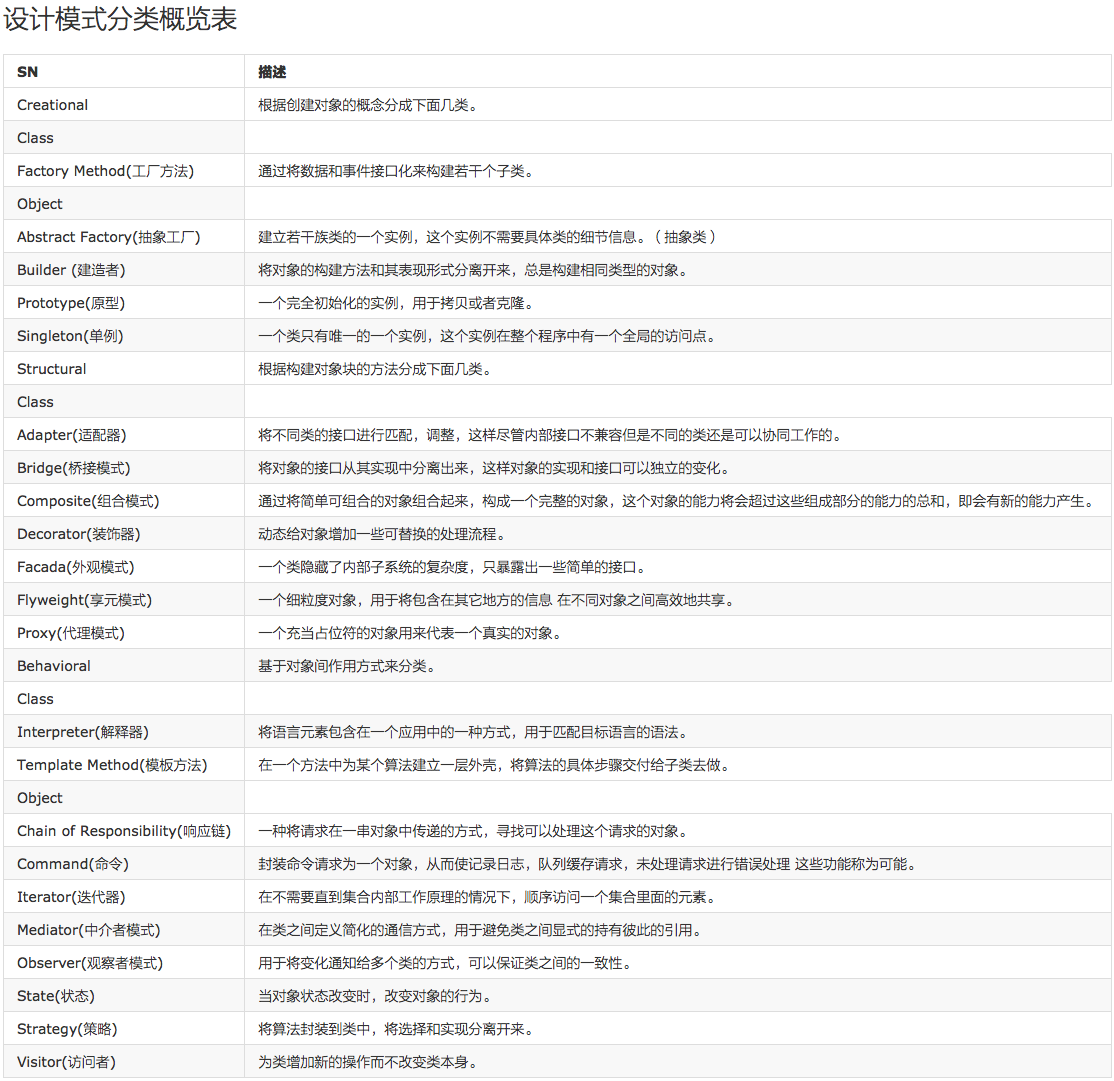 设计模式分类概览表
SN 描述
Creational 根据创建对象的概念分成下面几类。
Class
Factory Method(工厂方法) 通过将数据和事件接口化来构建若干个子类。
Object
Abstract Factory(抽象工厂) 建立若干族类的一个实例，这个实例不需要具体类的细节信息。（抽象类）
Builder (建造者) 将对象的构建方法和其表现形式分离开来，总是构建相同类型的对象。
Prototype(原型) 一个完全初始化的实例，用于拷贝或者克隆。
Singleton(单例) 一个类只有唯一的一个实例，这个实例在整个程序中有一个全局的访问点。
Structural 根据构建对象块的方法分成下面几类。
Class
Adapter(适配器) 将不同类的接口进行匹配，调整，这样尽管内部接口不兼容但是不同的类还是可以协同工作的。
Bridge(桥接模式) 将对象的接口从其实现中分离出来，这样对象的实现和接口可以独立的变化。
Composite(组合模式) 通过将简单可组合的对象组合起来，构成一个完整的对象，这个对象的能力将会超过这些组成部分的能力的总和，即会有新的能力产生。
Decorator(装饰器) 动态给对象增加一些可替换的处理流程。
Facada(外观模式) 一个类隐藏了内部子系统的复杂度，只暴露出一些简单的接口。
Flyweight(享元模式) 一个细粒度对象，用于将包含在其它地方的信息 在不同对象之间高效地共享。
Proxy(代理模式) 一个充当占位符的对象用来代表一个真实的对象。
Behavioral 基于对象间作用方式来分类。
Class
Interpreter(解释器) 将语言元素包含在一个应用中的一种方式，用于匹配目标语言的语法。
Template Method(模板方法) 在一个方法中为某个算法建立一层外壳，将算法的具体步骤交付给子类去做。
Object
Chain of Responsibility(响应链) 一种将请求在一串对象中传递的方式，寻找可以处理这个请求的对象。
Command(命令) 封装命令请求为一个对象，从而使记录日志，队列缓存请求，未处理请求进行错误处理 这些功能称为可能。
Iterator(迭代器) 在不需要直到集合内部工作原理的情况下，顺序访问一个集合里面的元素。
Mediator(中介者模式) 在类之间定义简化的通信方式，用于避免类之间显式的持有彼此的引用。
Observer(观察者模式) 用于将变化通知给多个类的方式，可以保证类之间的一致性。
State(状态) 当对象状态改变时，改变对象的行为。
Strategy(策略) 将算法封装到类中，将选择和实现分离开来。
Visitor(访问者) 为类增加新的操作而不改变类本身。